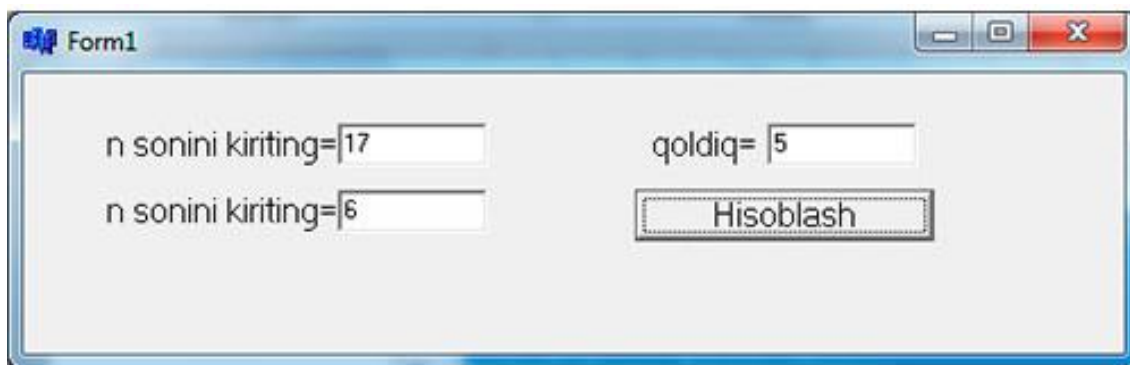 Form1
n sonini kiriting= 17 qoldiq= 5
n sonini kiriting= 6 Hisoblash